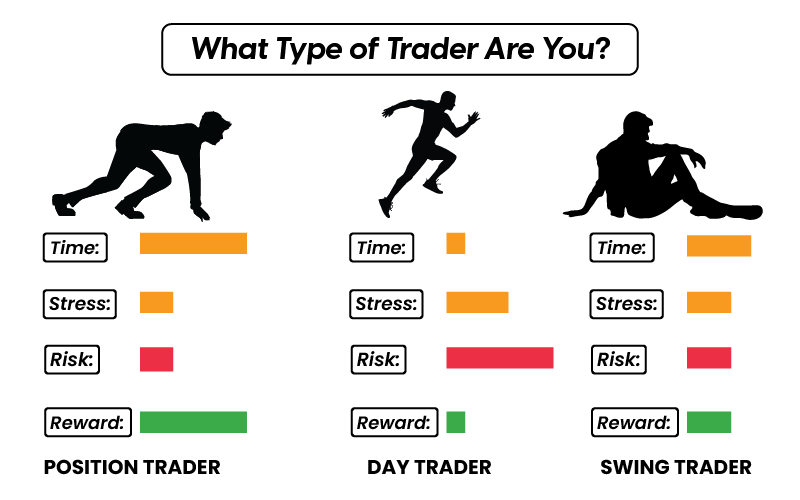 What Type of Trader Are You?
Time:
Time:
Time:
Stress:
Stress:
Stress:
Risk:
Risk:
Risk:
Reward:
Reward:
Reward:
POSITION TRADER
DAY TRADER
SWING TRADER